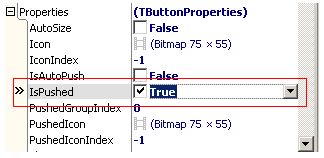 Properties (TButtonProperties)
AutoSize False
Icon (Bitmap 75 × 55)
IconIndex -1
IsAutoPush False
» IsPushed True
PushedGroupIndex 0
PushedIcon (Bitmap 75 × 55)
PushedIconIndex -1